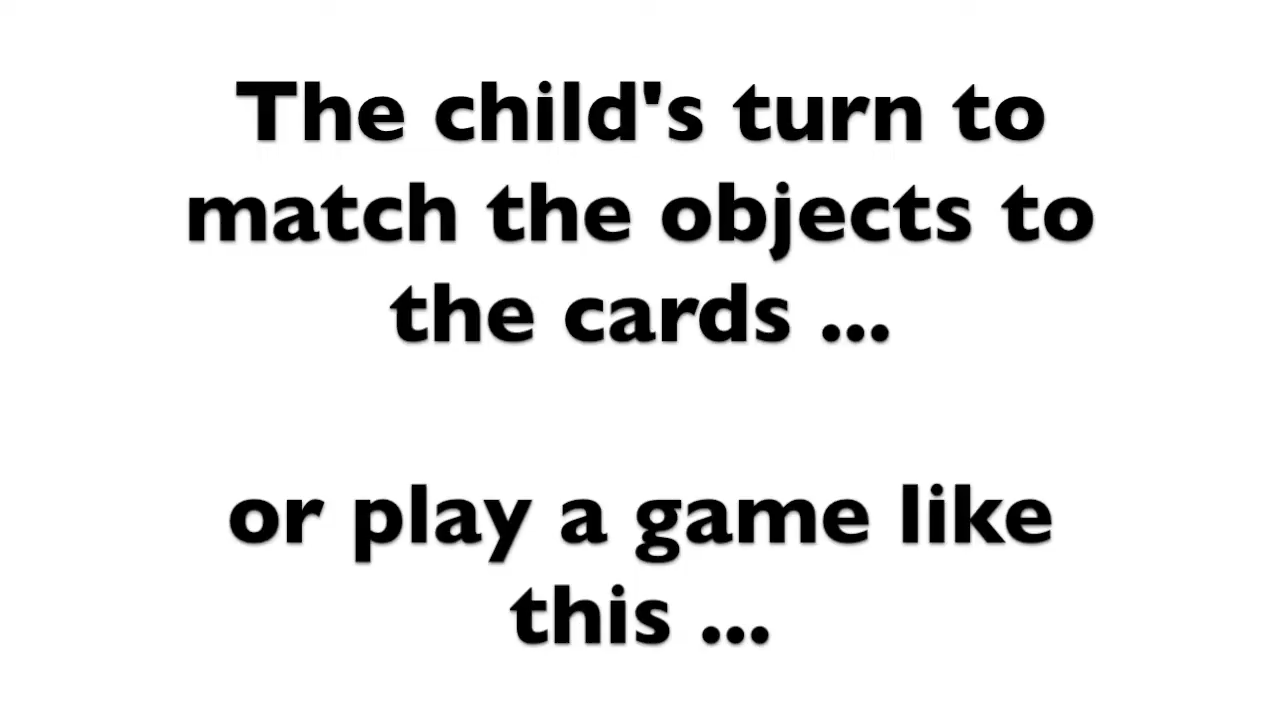 The child's turn to
match the objects to
the cards ...
or play a game like
this ...